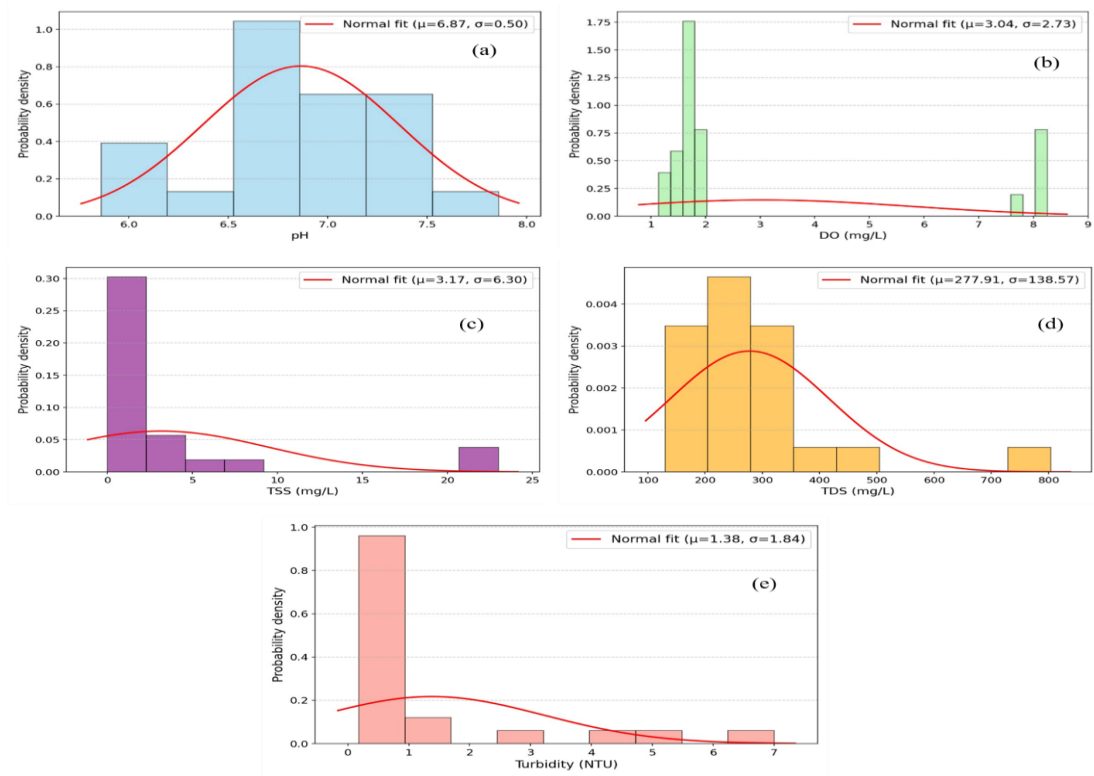 Normal fit (μ=6.87, σ=0.50)
(a)
Probability density
1.0
0.8
0.6
0.4
0.2
0.0
6.0 6.5 7.0 7.5 8.0
pH
Normal fit (μ=3.04, σ=2.73)
(b)
Probability density
1.75
1.50
1.25
1.00
0.75
0.50
0.25
0.00
1 2 3 4 5 6 7 8 9
DO (mg/L)
Normal fit (μ=3.17, σ=6.30)
(c)
Probability density
0.30
0.25
0.20
0.15
0.10
0.05
0.00
0 5 10 15 20 25
TSS (mg/L)
Normal fit (μ=277.91, σ=138.57)
(d)
Probability density
0.004
0.003
0.002
0.001
0.000
100 200 300 400 500 600 700 800
TDS (mg/L)
Normal fit (μ=1.38, σ=1.84)
(e)
Probability density
1.0
0.8
0.6
0.4
0.2
0.0
0 1 2 3 4 5 6 7
Turbidity (NTU)